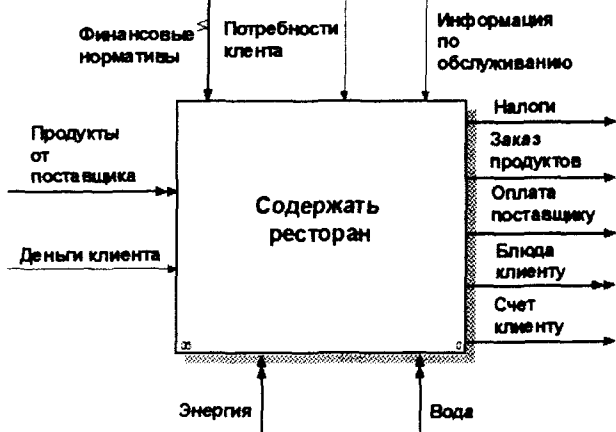 Финансовые
нормативы
Потребности
клента
Информация
по
обслуживанию
Продукты
от
поставщика
Деньги клиента
Содержать
ресторан
Налоги
Заказ
продуктов
Оплата
поставщику
Блюда
клиенту
Счет
клиенту
0
Энергия
Вода